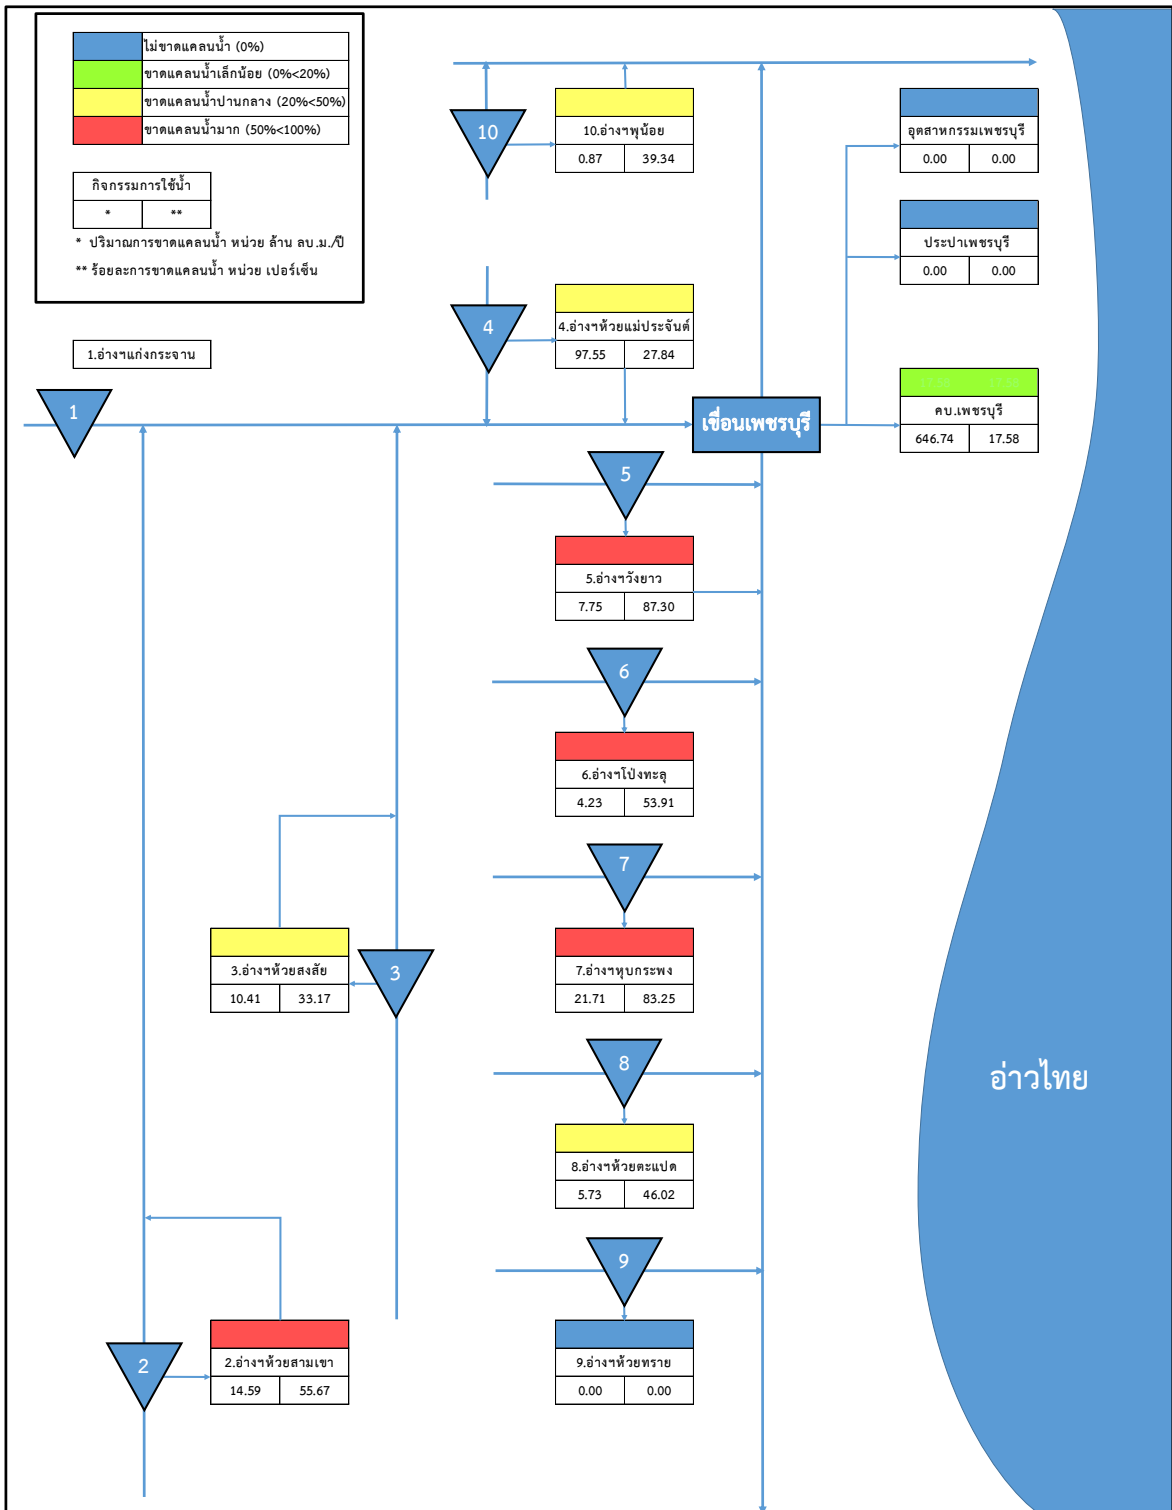 ไม่ขาดแคลนน้ำ (0%)
ขาดแคลนน้ำเล็กน้อย (0%<20%)
ขาดแคลนน้ำปานกลาง (20%<50%)
ขาดแคลนน้ำมาก (50%<100%)
กิจกรรมการใช้น้ำ
* **
* ปริมาณการขาดแคลนน้ำ หน่วย ล้าน ลบ.ม./ปี
** ร้อยละการขาดแคลนน้ำ หน่วย เปอร์เซ็น
10
10.อ่างฯพุน้อย
0.87 39.34
อุตสาหกรรมเพชรบุรี
0.00 0.00
ประปาเพชรบุรี
0.00 0.00
4
4.อ่างฯห้วยแม่ประจันต์
97.55 27.84
1.อ่างฯแก่งกระจาน
1
เขื่อนเพชรบุรี
คบ.เพชรบุรี
646.74 17.58
5
5.อ่างฯวังยาว
7.75 87.30
6
6.อ่างฯโป่งทะลุ
4.23 53.91
7
7.อ่างฯหุบกระพง
21.71 83.25
3.อ่างฯห้วยสงสัย
10.41 33.17
3
8
8.อ่างฯห้วยตะแปด
5.73 46.02
อ่าวไทย
9
9.อ่างฯห้วยทราย
0.00 0.00
2
2.อ่างฯห้วยสามเขา
14.59 55.67